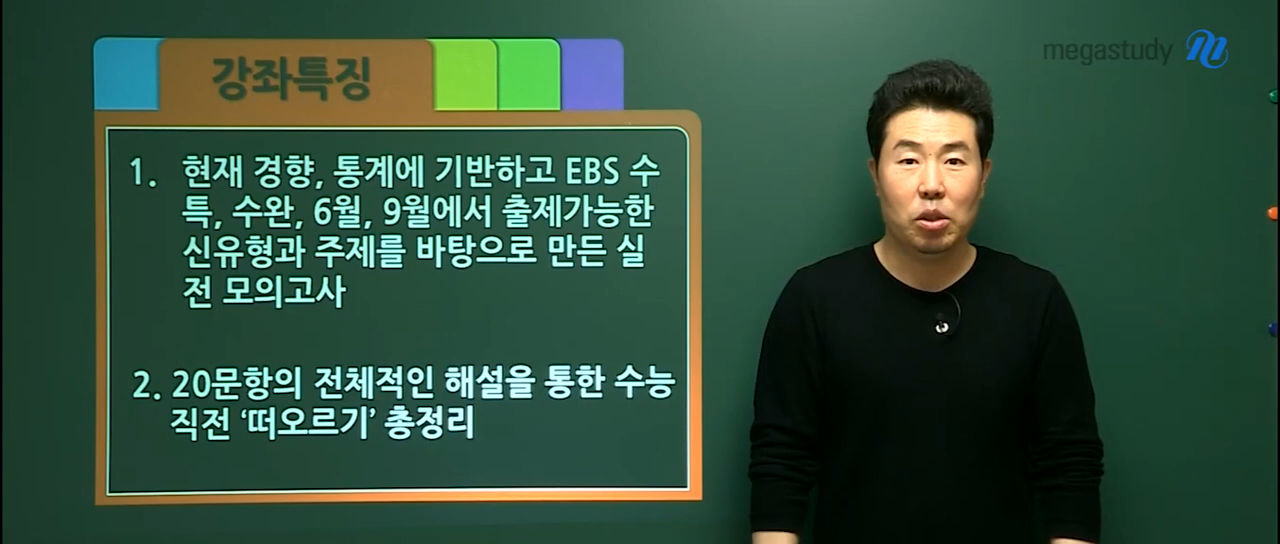 megastudy
강좌특징
1. 현재 경향, 통계에 기반하고 EBS 수
특, 수완, 6월, 9월에서 출제가능한
신유형과 주제를 바탕으로 만든 실
전 모의고사
2. 20문항의 전체적인 해설을 통한 수능
직전 ‘떠오르기’ 총정리